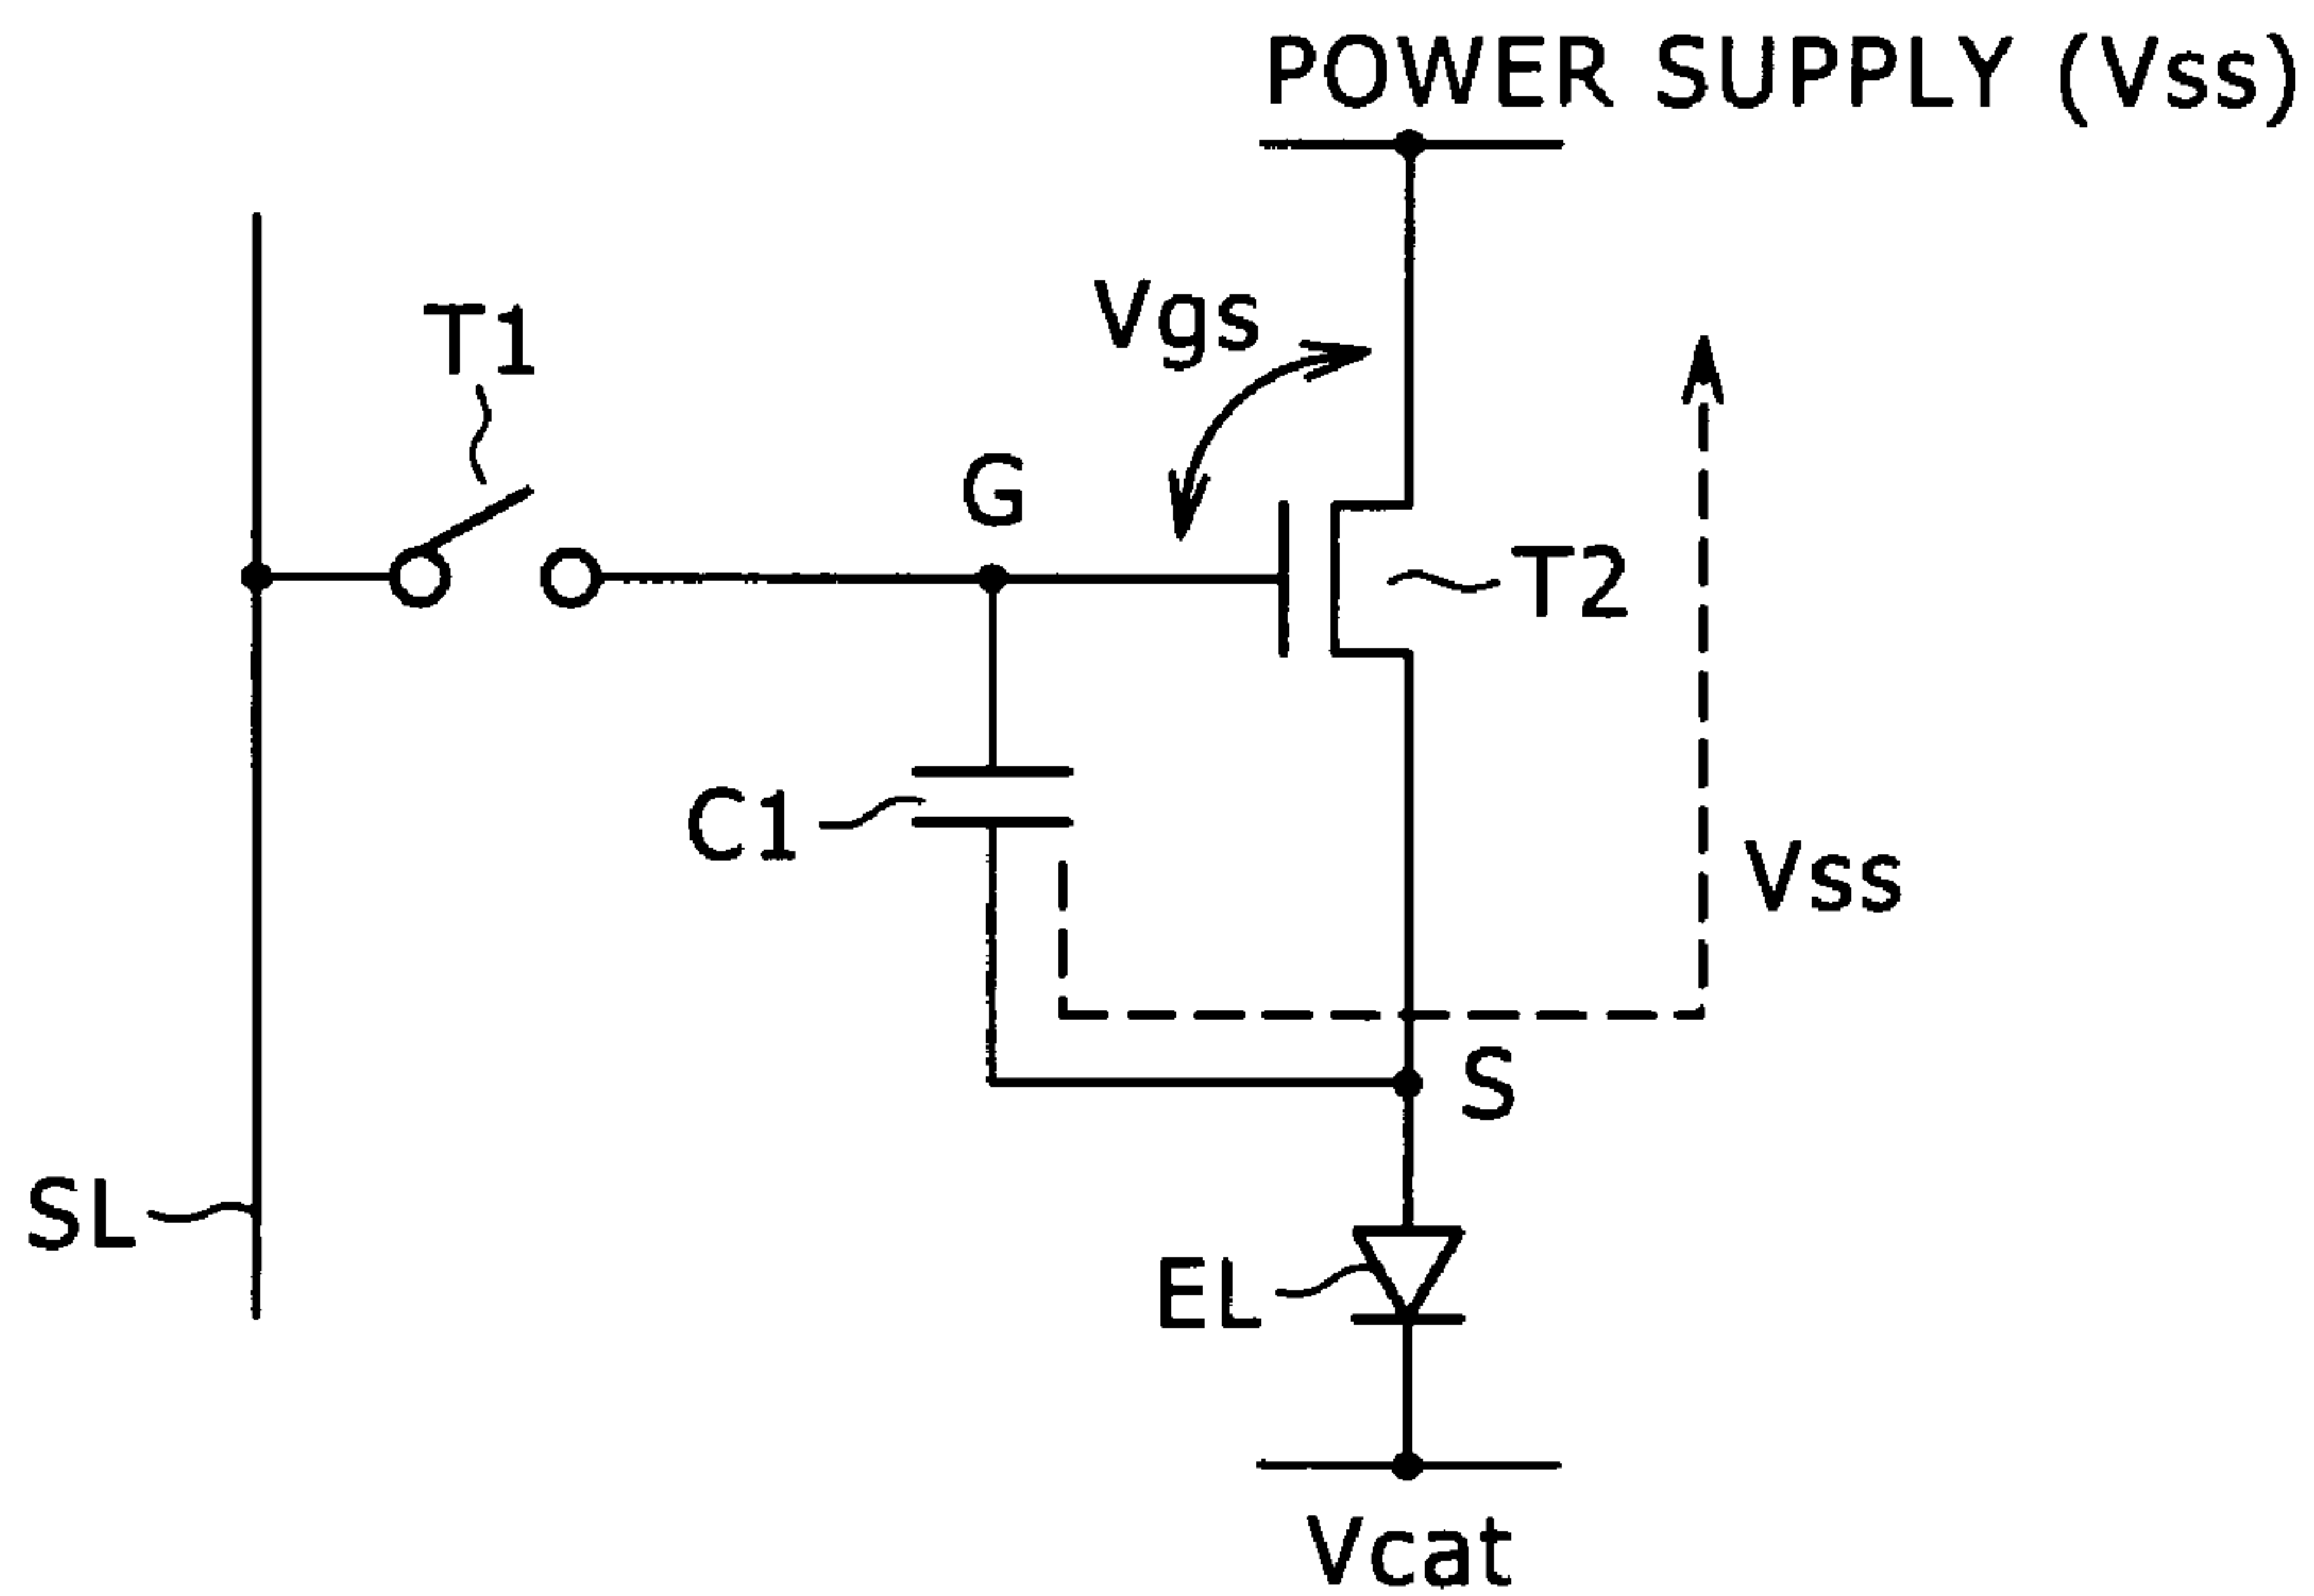 POWER SUPPLY (Vss)
T1
Vgs
G
T2
C1
Vss
S
SL
EL
Vcat